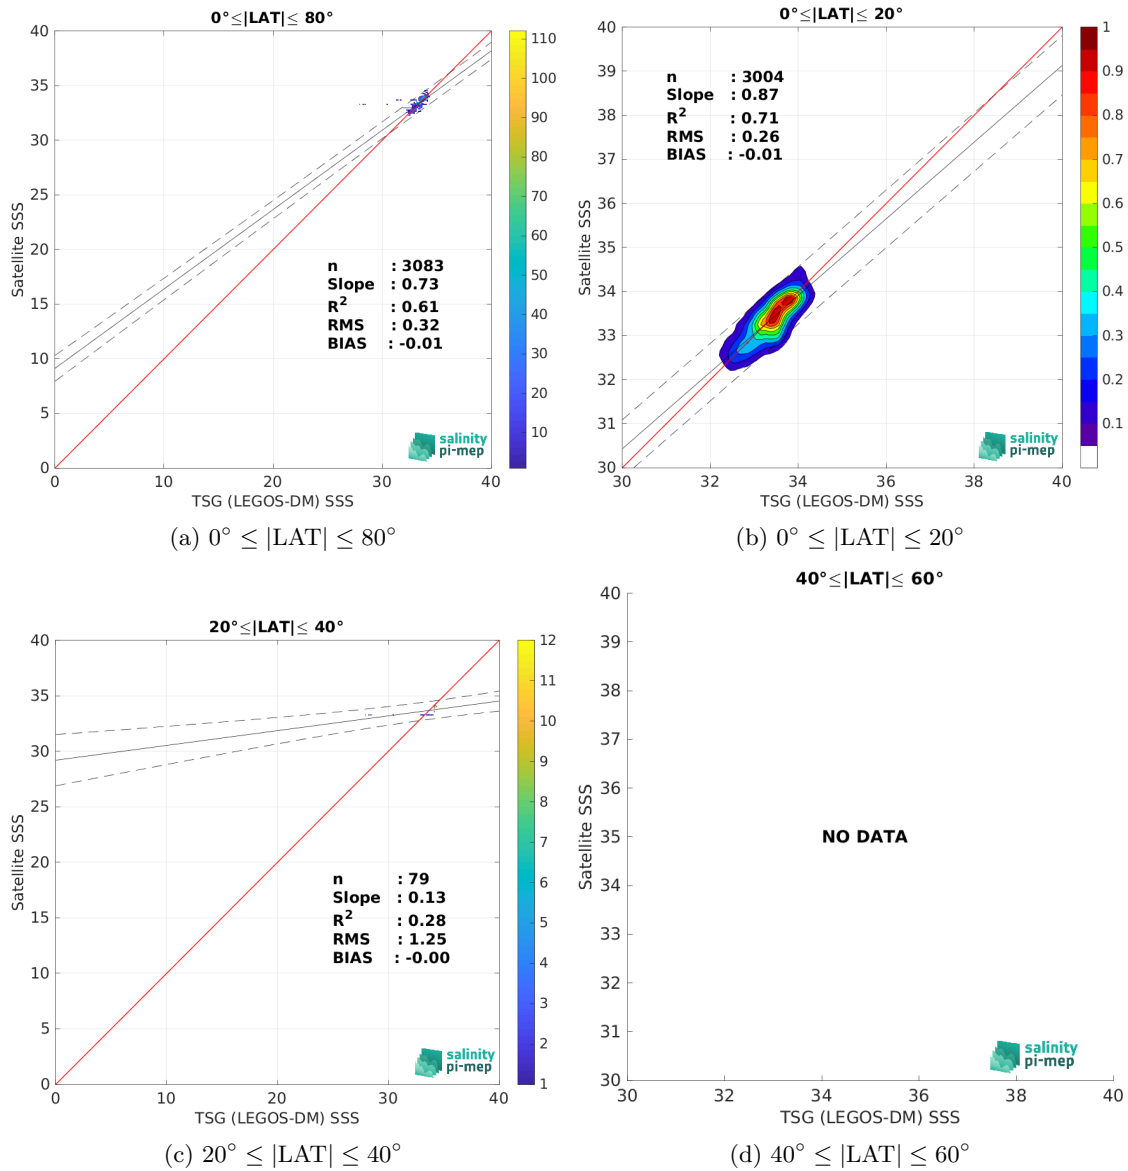 0°≤|LAT|≤ 80°
40
35
30
25
20
15
10
5
0
0
10
20
30
40
Satellite SSS
TSG (LEGOS-DM) SSS
n : 3083
Slope : 0.73
R² : 0.61
RMS : 0.32
BIAS : -0.01
salinity
pi-mep
110
100
90
80
70
60
50
40
30
20
10
(a) 0° ≤ |LAT| ≤ 80°
0°≤|LAT|≤ 20°
40
39
38
37
36
35
34
33
32
31
30
30
32
34
36
38
40
Satellite SSS
TSG (LEGOS-DM) SSS
n : 3004
Slope : 0.87
R² : 0.71
RMS : 0.26
BIAS : -0.01
salinity
pi-mep
1
0.9
0.8
0.7
0.6
0.5
0.4
0.3
0.2
0.1
(b) 0° ≤ |LAT| ≤ 20°
20°≤|LAT|≤ 40°
40
35
30
25
20
15
10
5
0
0
10
20
30
40
Satellite SSS
TSG (LEGOS-DM) SSS
n : 79
Slope : 0.13
R² : 0.28
RMS : 1.25
BIAS : -0.00
salinity
pi-mep
12
11
10
9
8
7
6
5
4
3
2
1
(c) 20° ≤ |LAT| ≤ 40°
40°≤|LAT|≤ 60°
40
39
38
37
36
35
34
33
32
31
30
30
32
34
36
38
40
Satellite SSS
TSG (LEGOS-DM) SSS
NO DATA
salinity
pi-mep
(d) 40° ≤ |LAT| ≤ 60°